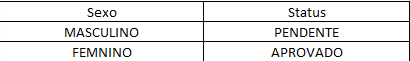 Sexo Status
MASCULINO PENDENTE
FEMNINO APROVADO